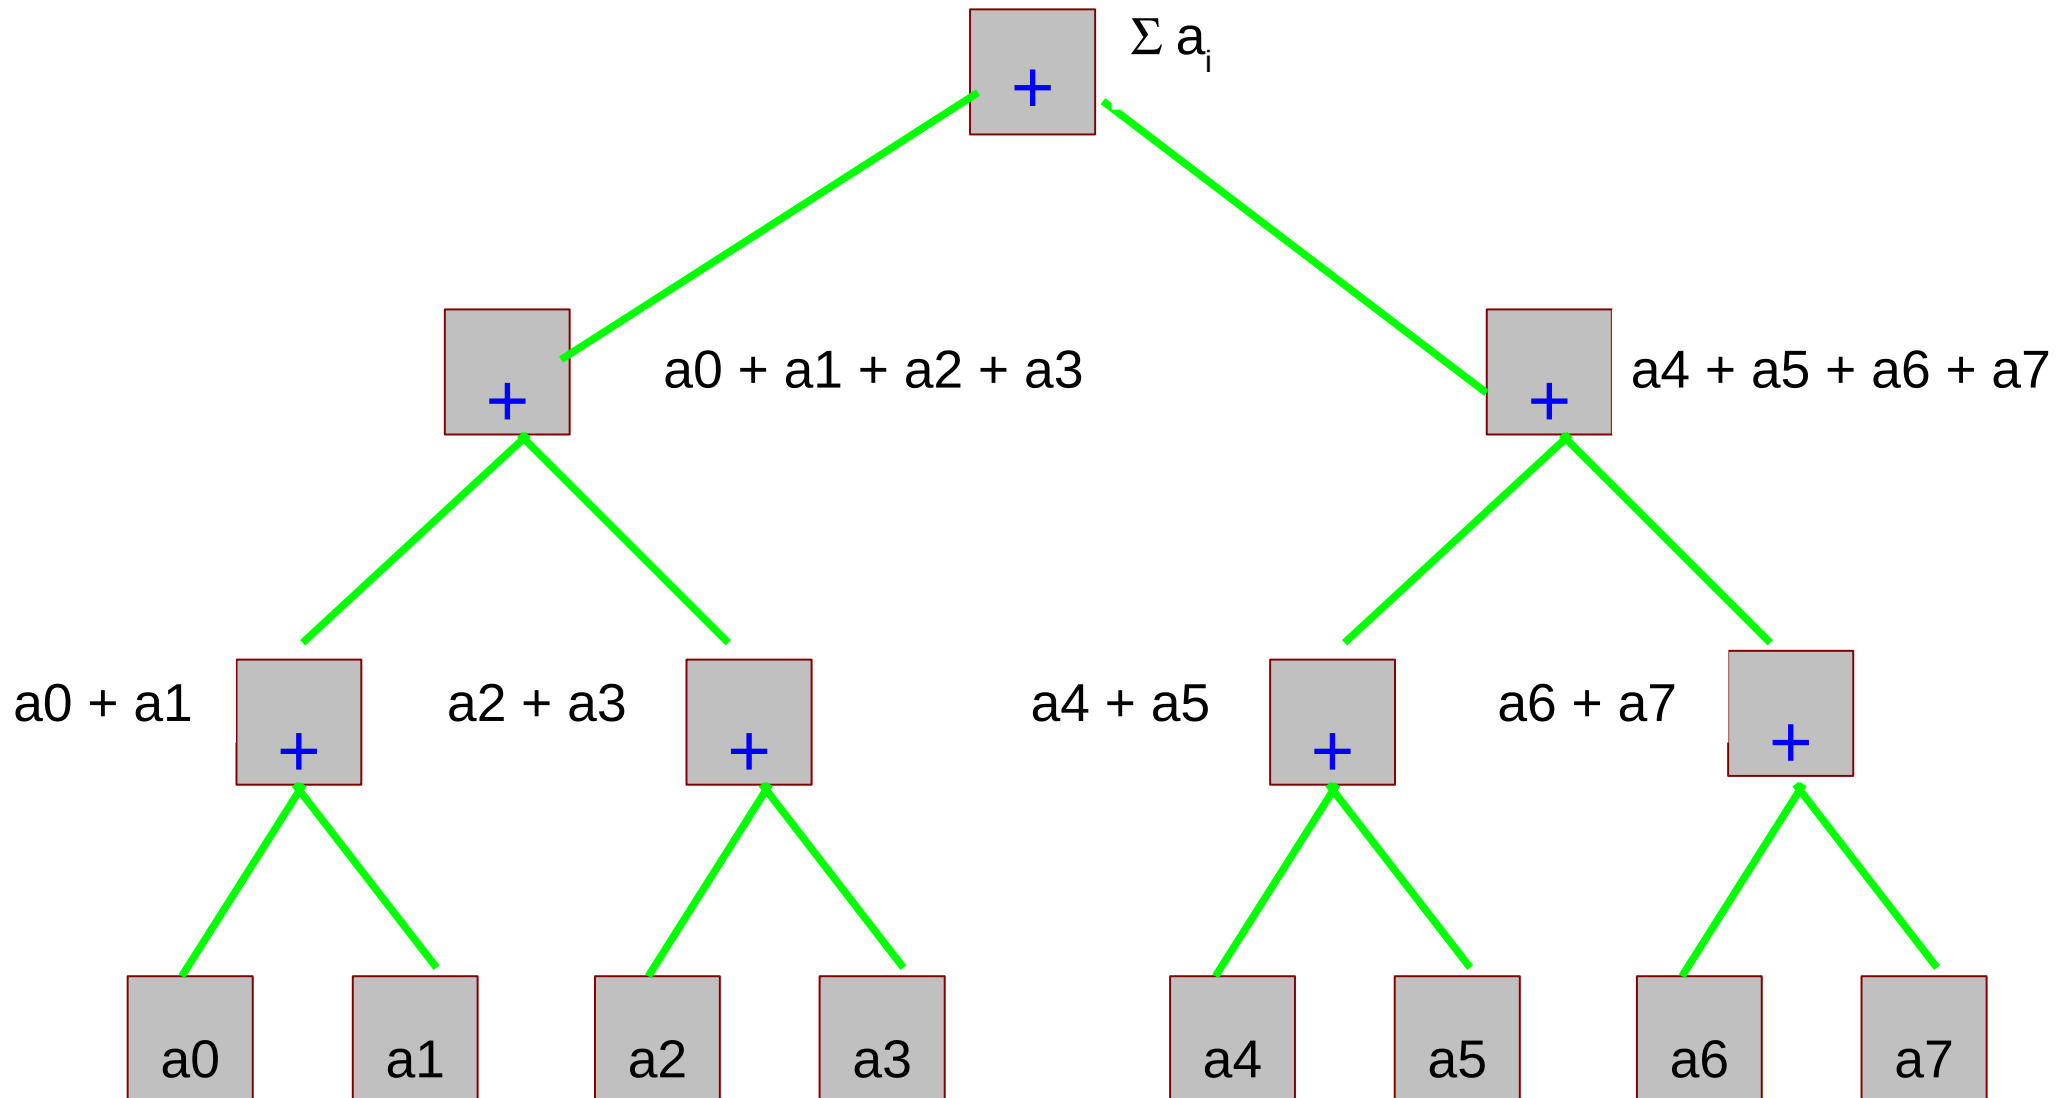 Σ ai
+
a0 + a1 + a2 + a3
a4 + a5 + a6 + a7
+
+
a0 + a1
a2 + a3
a4 + a5
a6 + a7
+
+
+
+
a0
a1
a2
a3
a4
a5
a6
a7